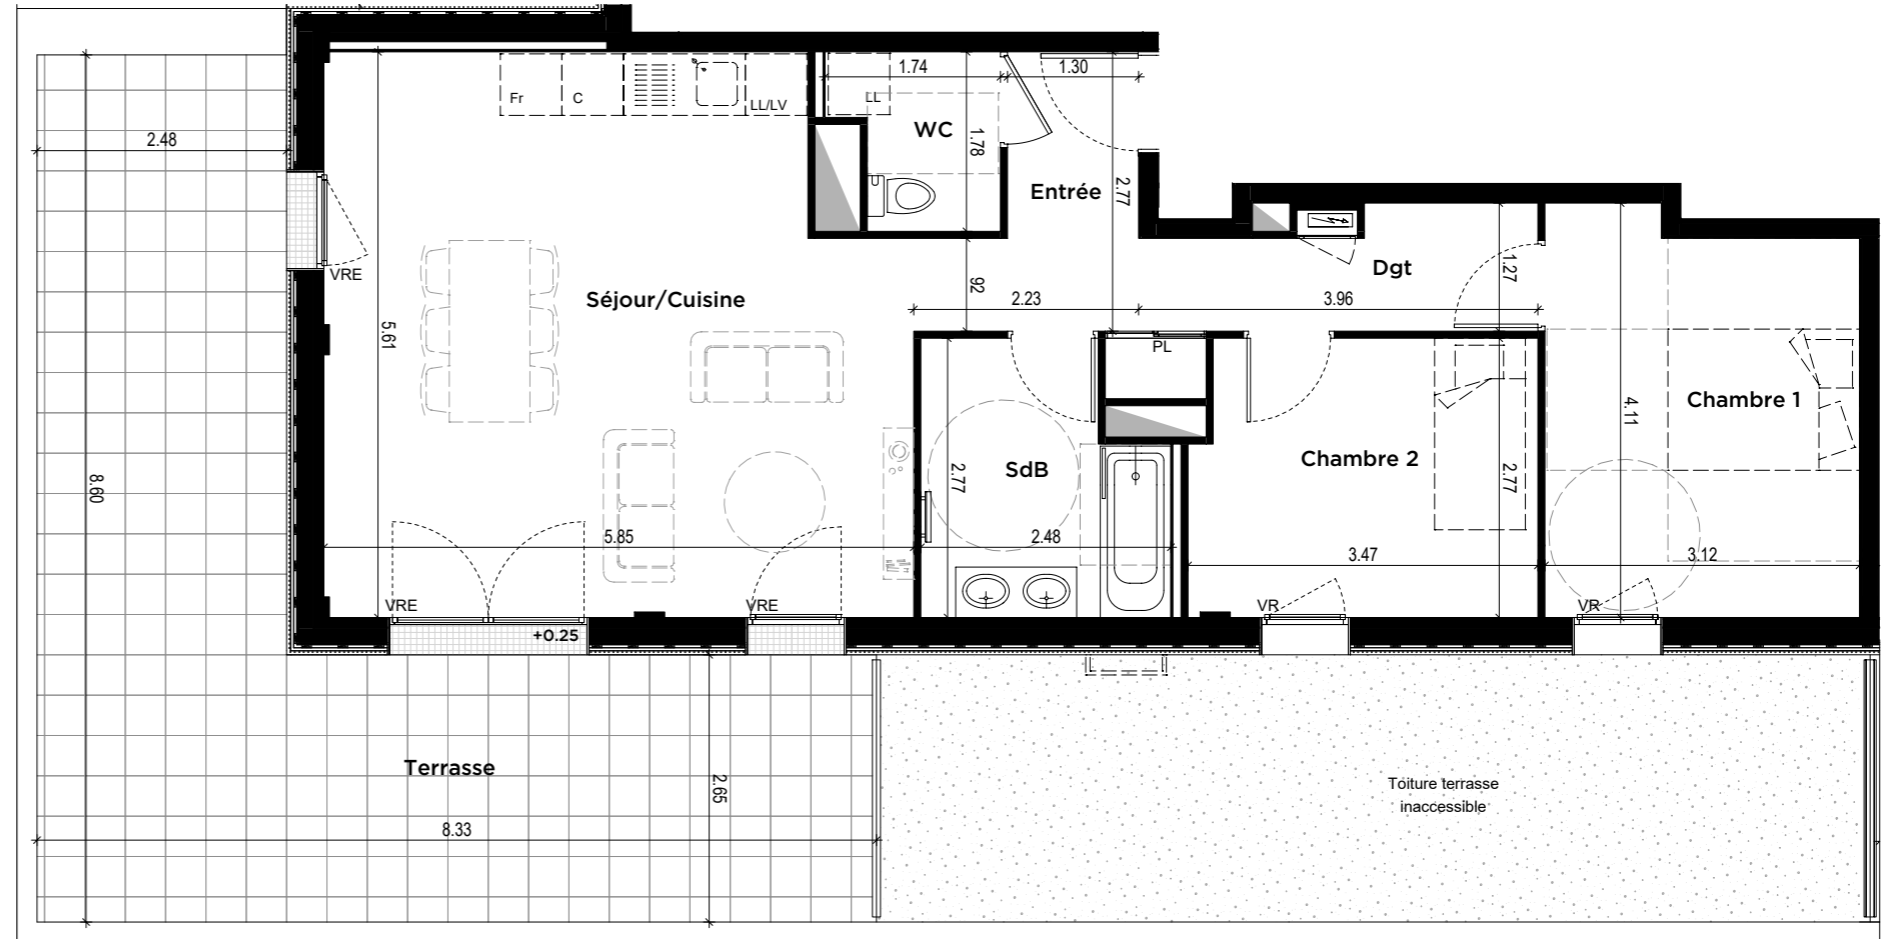 1.74
1.30
Fr
C
LL/LV
LL
WC
1.78
2.48
2.77
Entrée
VRE
Dgt
1.27
92
Séjour/Cuisine
2.23
3.96
5.61
PL
4.11
Chambre 1
8.60
2.77
SdB
Chambre 2
2.77
5.85
2.48
3.47
3.12
VRE
VRE
VR
VR
+0.25
Terrasse
2.65
Toiture terrasse
inaccessible
8.33